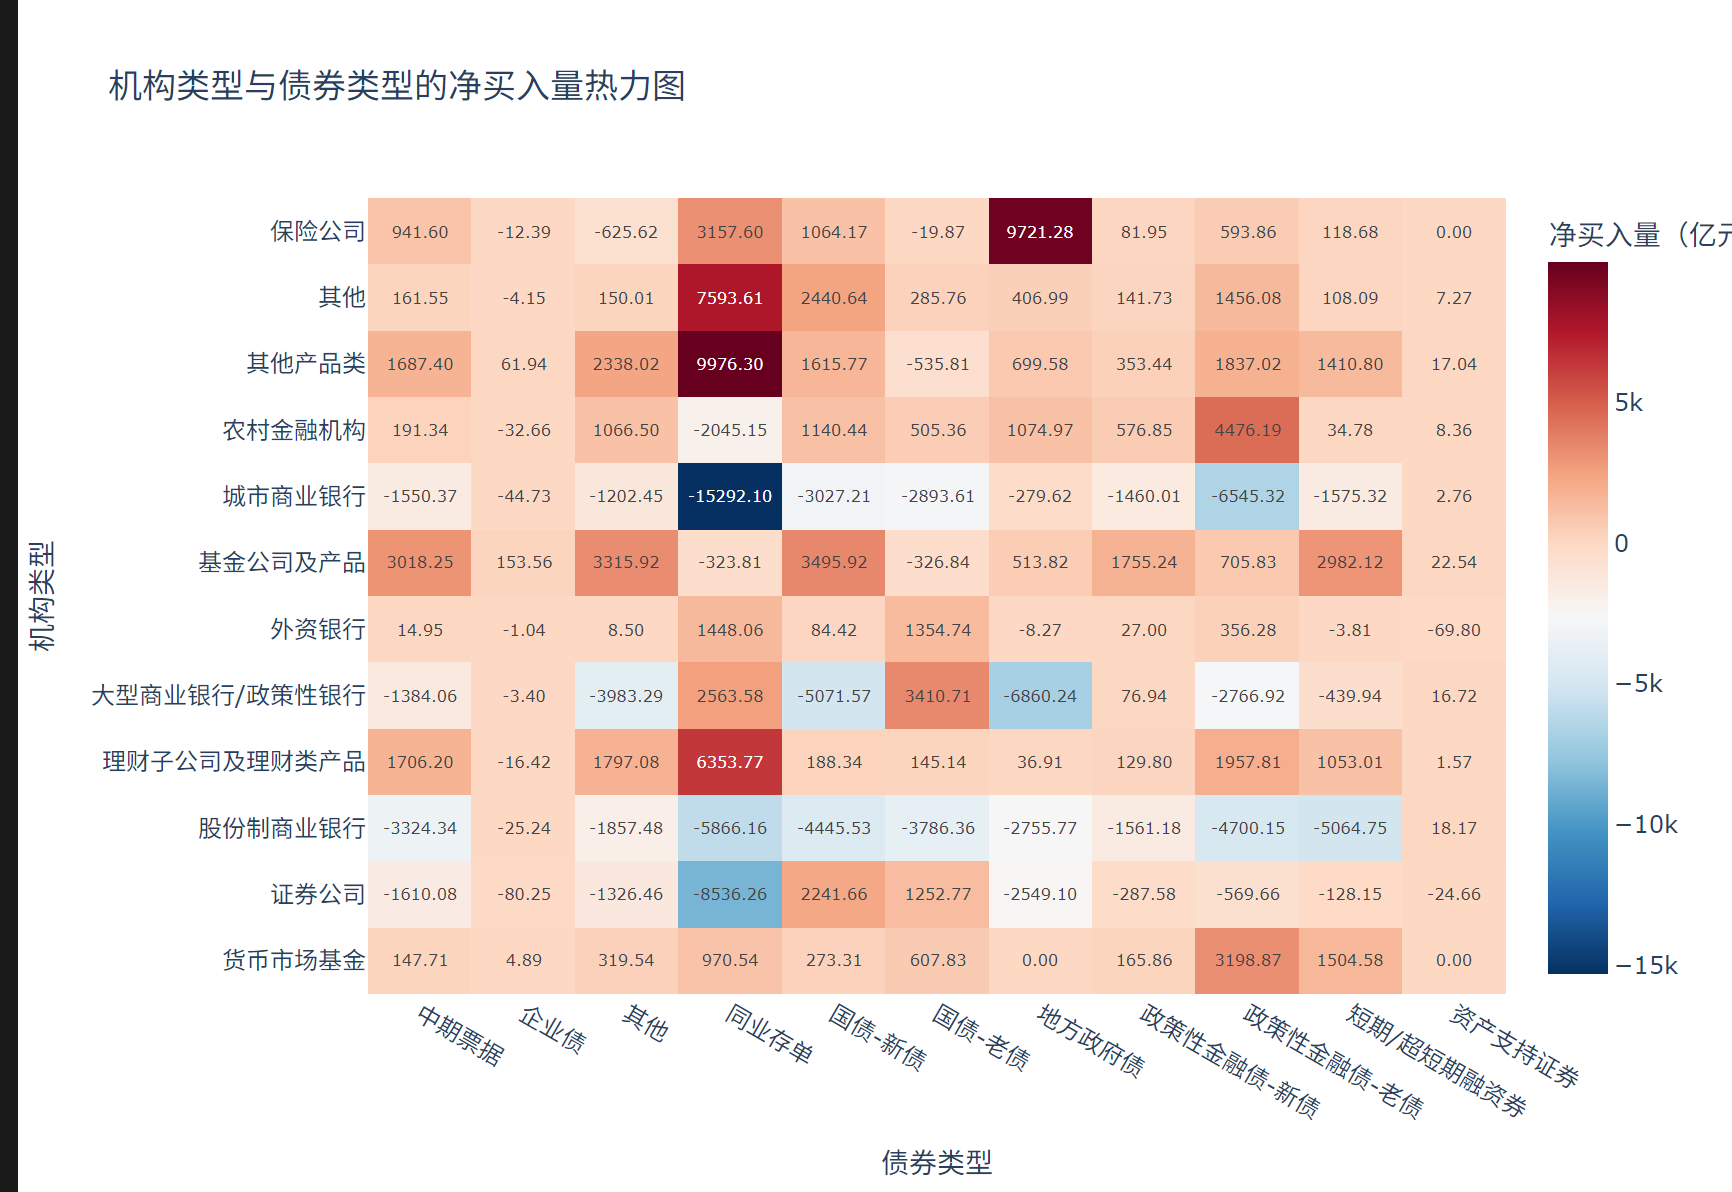 机构类型与债券类型的净买入量热力图
净买入量（亿元
保险公司 941.60 -12.39 -625.62 3157.60 1064.17 -19.87 9721.28 81.95 593.86 118.68 0.00
其他 161.55 -4.15 150.01 7593.61 2440.64 285.76 406.99 141.73 1456.08 108.09 7.27
其他产品类 1687.40 61.94 2338.02 9976.30 1615.77 -535.81 699.58 353.44 1837.02 1410.80 17.04
农村金融机构 191.34 -32.66 1066.50 -2045.15 1140.44 505.36 1074.97 576.85 4476.19 34.78 8.36
城市商业银行 -1550.37 -44.73 -1202.45 -15292.10 -3027.21 -2893.61 -279.62 -1460.01 -6545.32 -1575.32 2.76
基金公司及产品 3018.25 153.56 3315.92 -323.81 3495.92 -326.84 513.82 1755.24 705.83 2982.12 22.54
外资银行 14.95 -1.04 8.50 1448.06 84.42 1354.74 -8.27 27.00 356.28 -3.81 -69.80
大型商业银行/政策性银行 -1384.06 -3.40 -3983.29 2563.58 -5071.57 3410.71 -6860.24 76.94 -2766.92 -439.94 16.72
理财子公司及理财类产品 1706.20 -16.42 1797.08 6353.77 188.34 145.14 36.91 129.80 1957.81 1053.01 1.57
股份制商业银行 -3324.34 -25.24 -1857.48 -5866.16 -4445.53 -3786.36 -2755.77 -1561.18 -4700.15 -5064.75 18.17
证券公司 -1610.08 -80.25 -1326.46 -8536.26 2241.66 1252.77 -2549.10 -287.58 -569.66 -128.15 -24.66
货币市场基金 147.71 4.89 319.54 970.54 273.31 607.83 0.00 165.86 3198.87 1504.58 0.00
机构类型
中期票据
企业债
其他
同业存单
国债-新债
国债-老债
地方政府债
政策性金融债-新债
政策性金融债-老债
短期/超短期融资券
资产支持证券
债券类型
5k
0
−5k
−10k
−15k